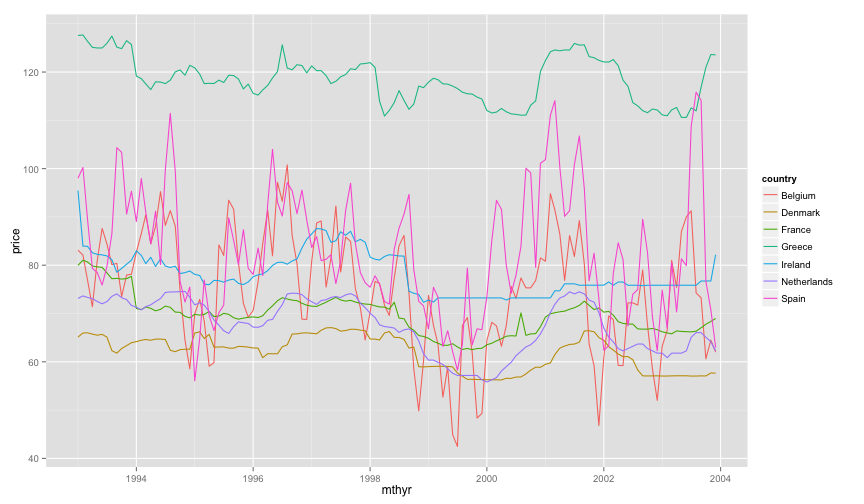 120
100
80
60
40
price
1994
1996
1998
2000
2002
2004
mthyr
country
Belgium
Denmark
France
Greece
Ireland
Netherlands
Spain